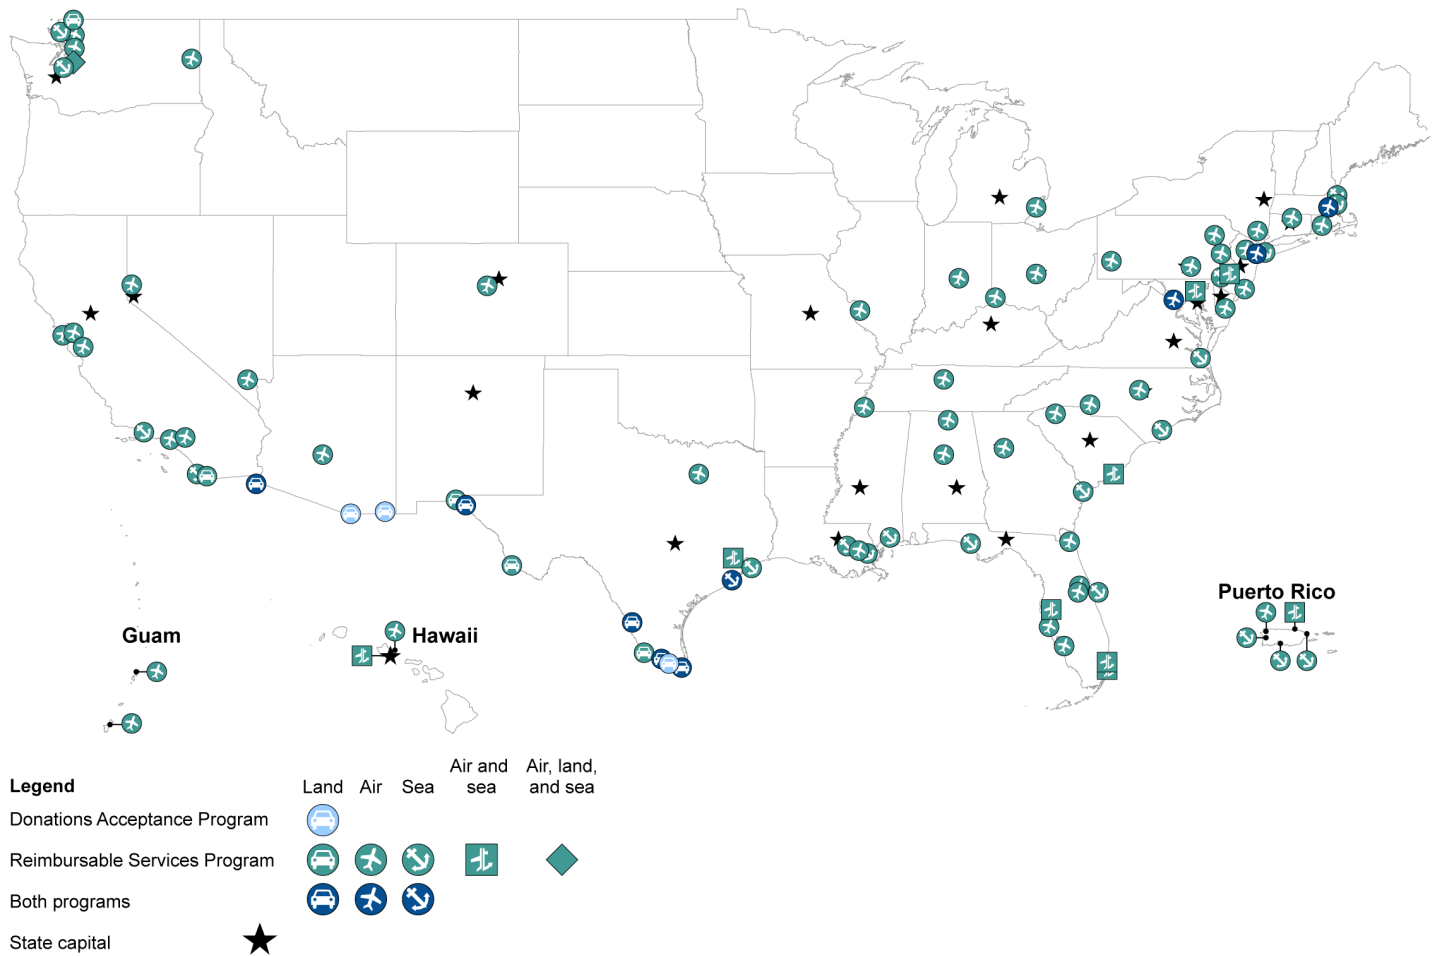 Puerto Rico
Guam
Hawaii
Legend
Land
Air
Sea
Air and
sea
Air, land,
and sea
Donations Acceptance Program
Reimbursable Services Program
Both programs
State capital